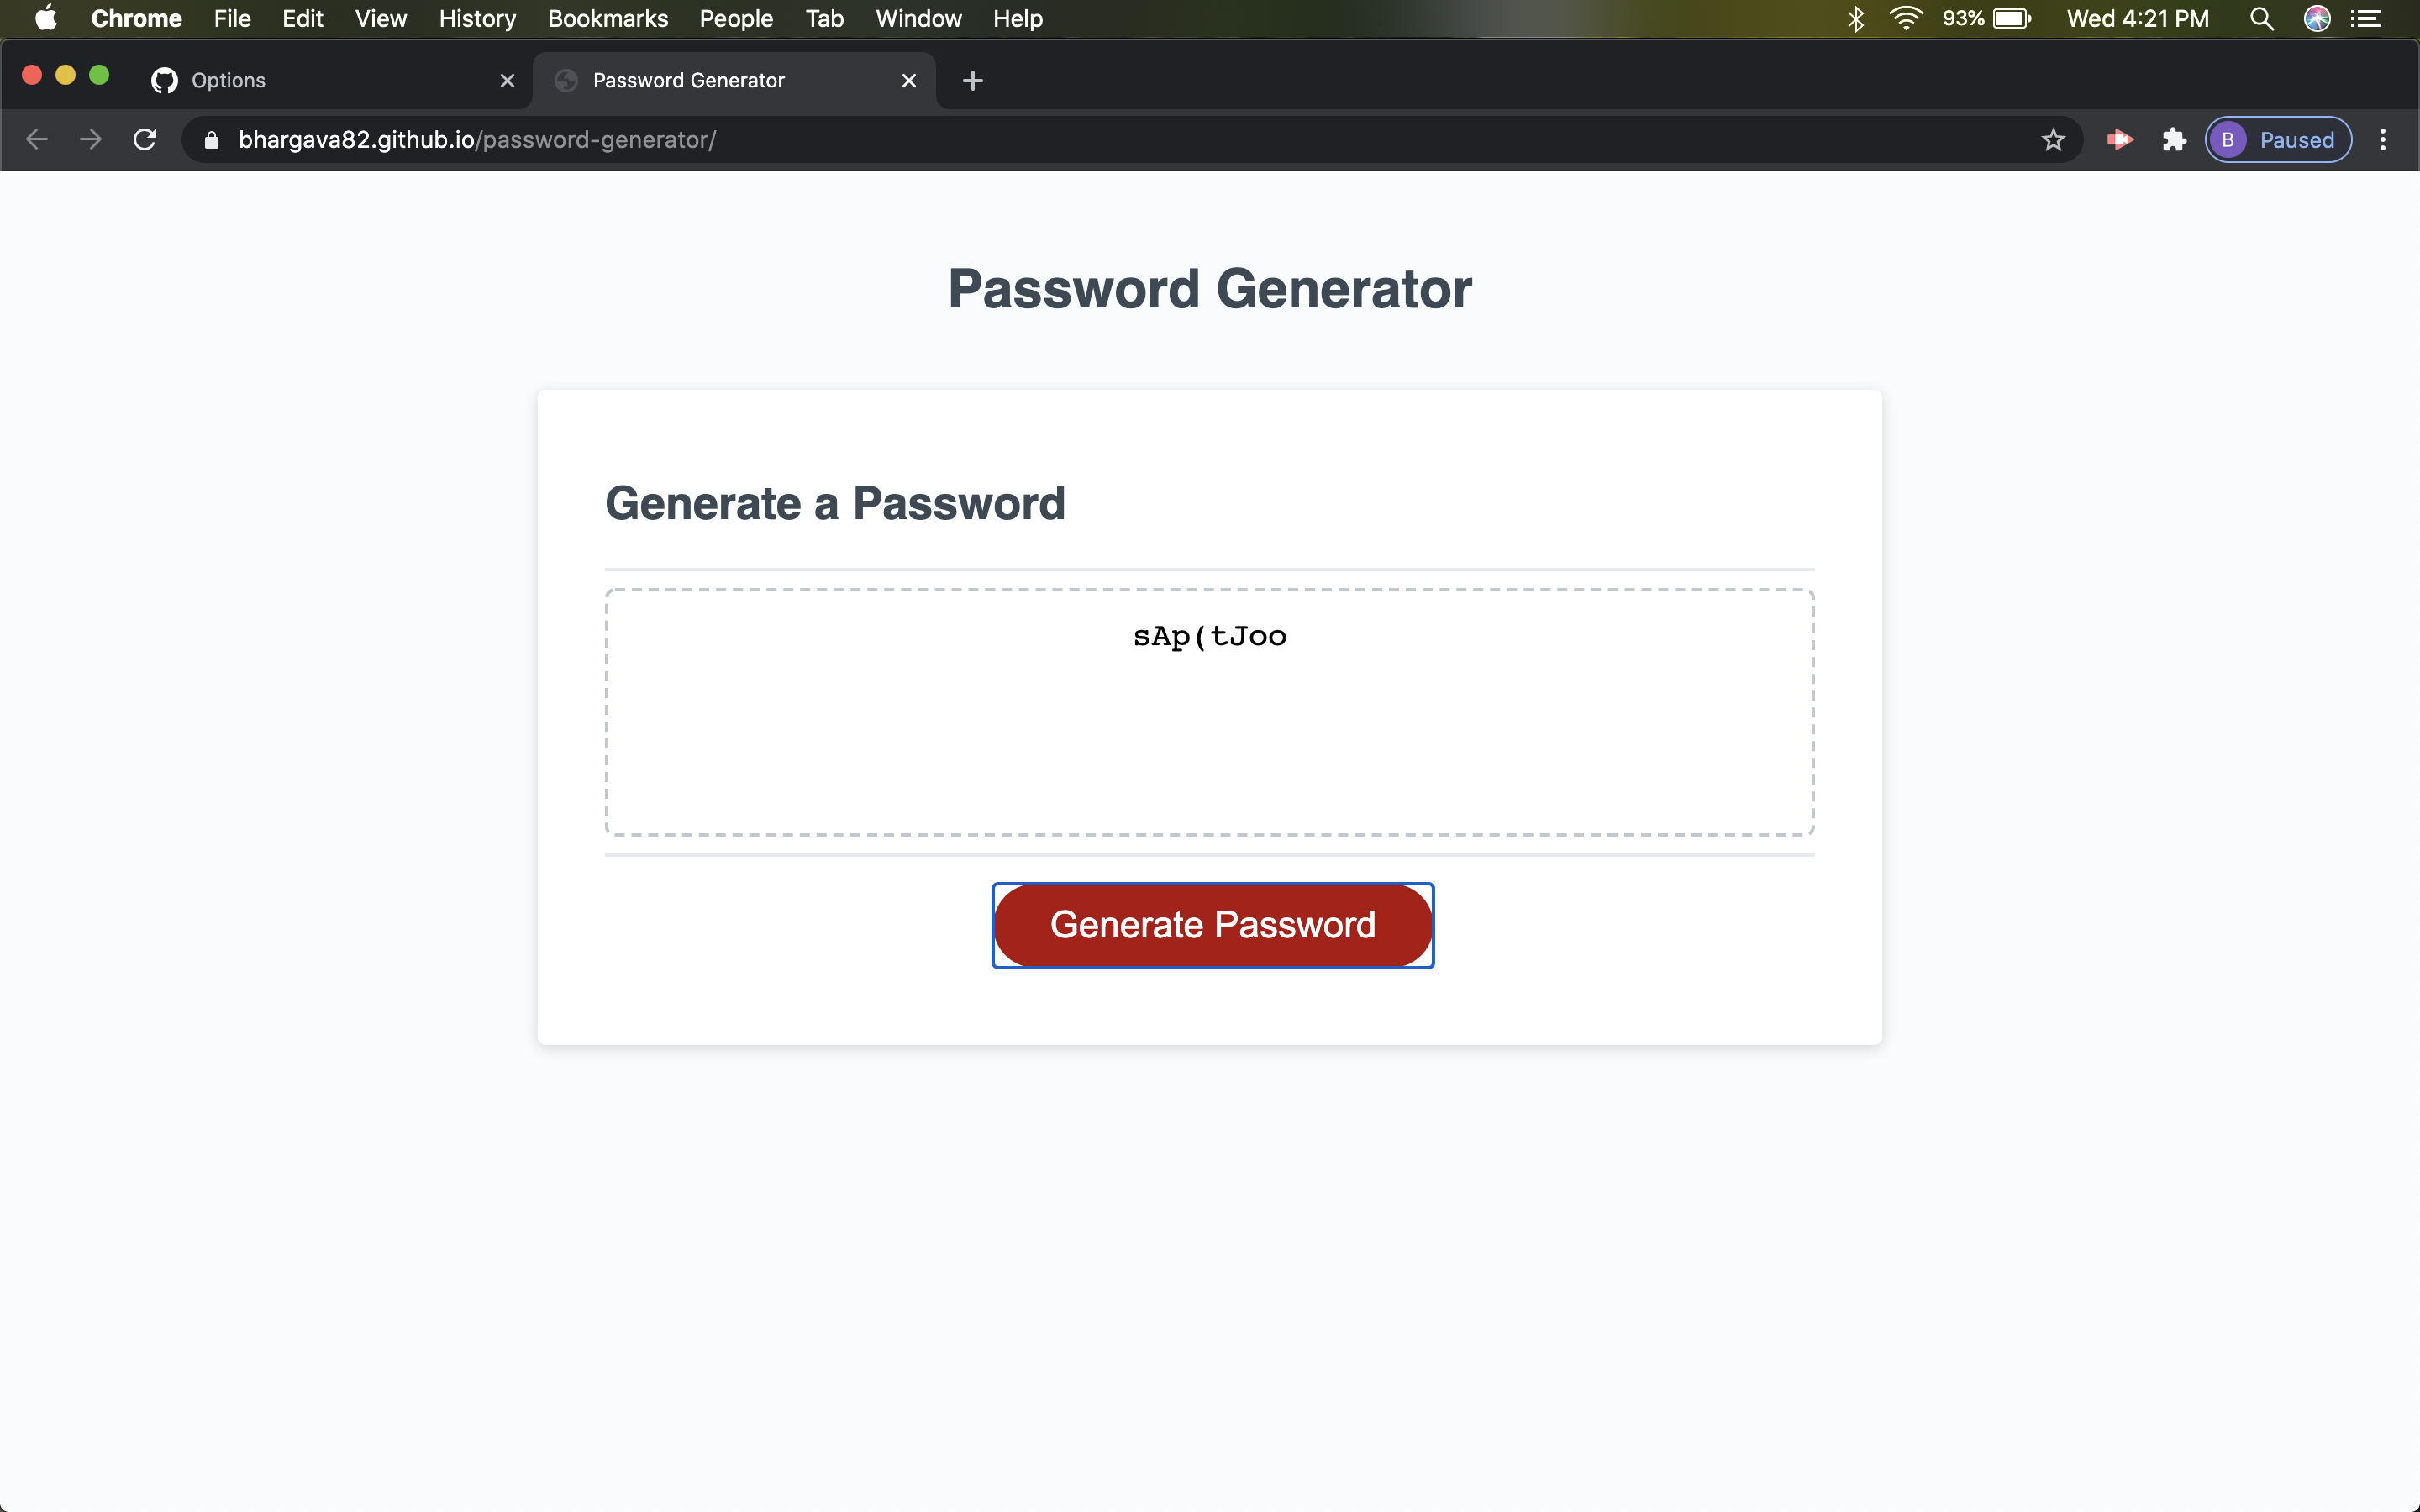 Chrome File Edit View History Bookmarks People Tab Window Help 93% Wed 4:21 PM
Options Password Generator
bhargava82.github.io/password-generator/ B Paused
Password Generator
Generate a Password
sAp(tJoo
Generate Password